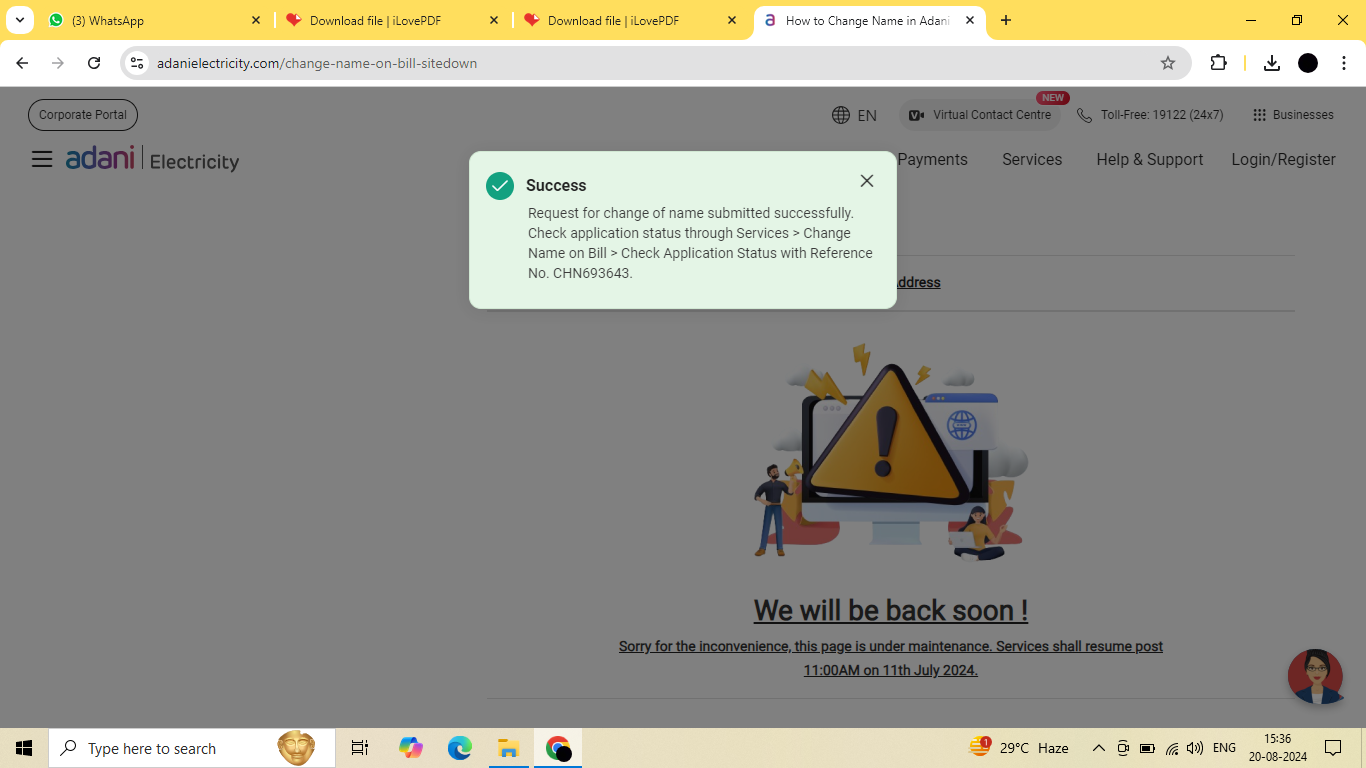 (3) WhatsApp
Download file | iLovePDF
Download file | iLovePDF
How to Change Name in Adani
adanielectricity.com/change-name-on-bill-sitedown
Corporate Portal
EN
NEW
Virtual Contact Centre
Toll-Free: 19122 (24x7)
Businesses
adani Electricity
Payments
Services
Help & Support
Login/Register
Success
Request for change of name submitted successfully.
Check application status through Services > Change
Name on Bill > Check Application Status with Reference
No. CHN693643.
ddress
We will be back soon !
Sorry for the inconvenience, this page is under maintenance. Services shall resume post
11:00AM on 11th July 2024.
Type here to search
1
29°C Haze
ENG
15:36
20-08-2024